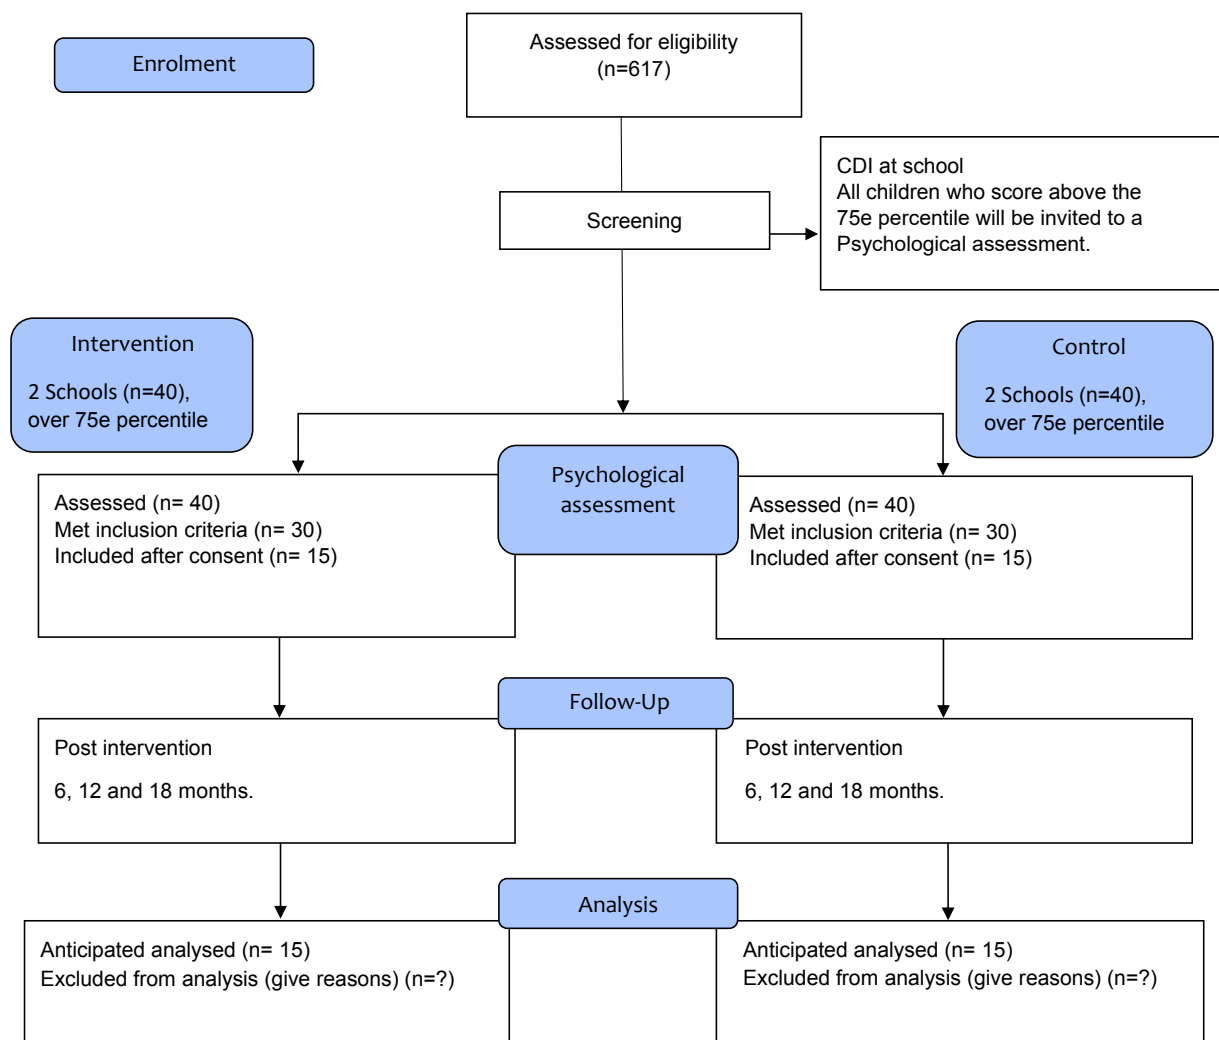 Enrolment
Assessed for eligibility
(n=617)
CDI at school
All children who score above the
75e percentile will be invited to a
Psychological assessment.
Screening
Intervention
2 Schools (n=40),
over 75e percentile
Control
2 Schools (n=40),
over 75e percentile
Psychological
assessment
Assessed (n= 40)
Met inclusion criteria (n= 30)
Included after consent (n= 15)
Assessed (n= 40)
Met inclusion criteria (n= 30)
Included after consent (n= 15)
Follow-Up
Post intervention
6, 12 and 18 months.
Post intervention
6, 12 and 18 months.
Analysis
Anticipated analysed (n= 15)
Excluded from analysis (give reasons) (n=?)
Anticipated analysed (n= 15)
Excluded from analysis (give reasons) (n=?)